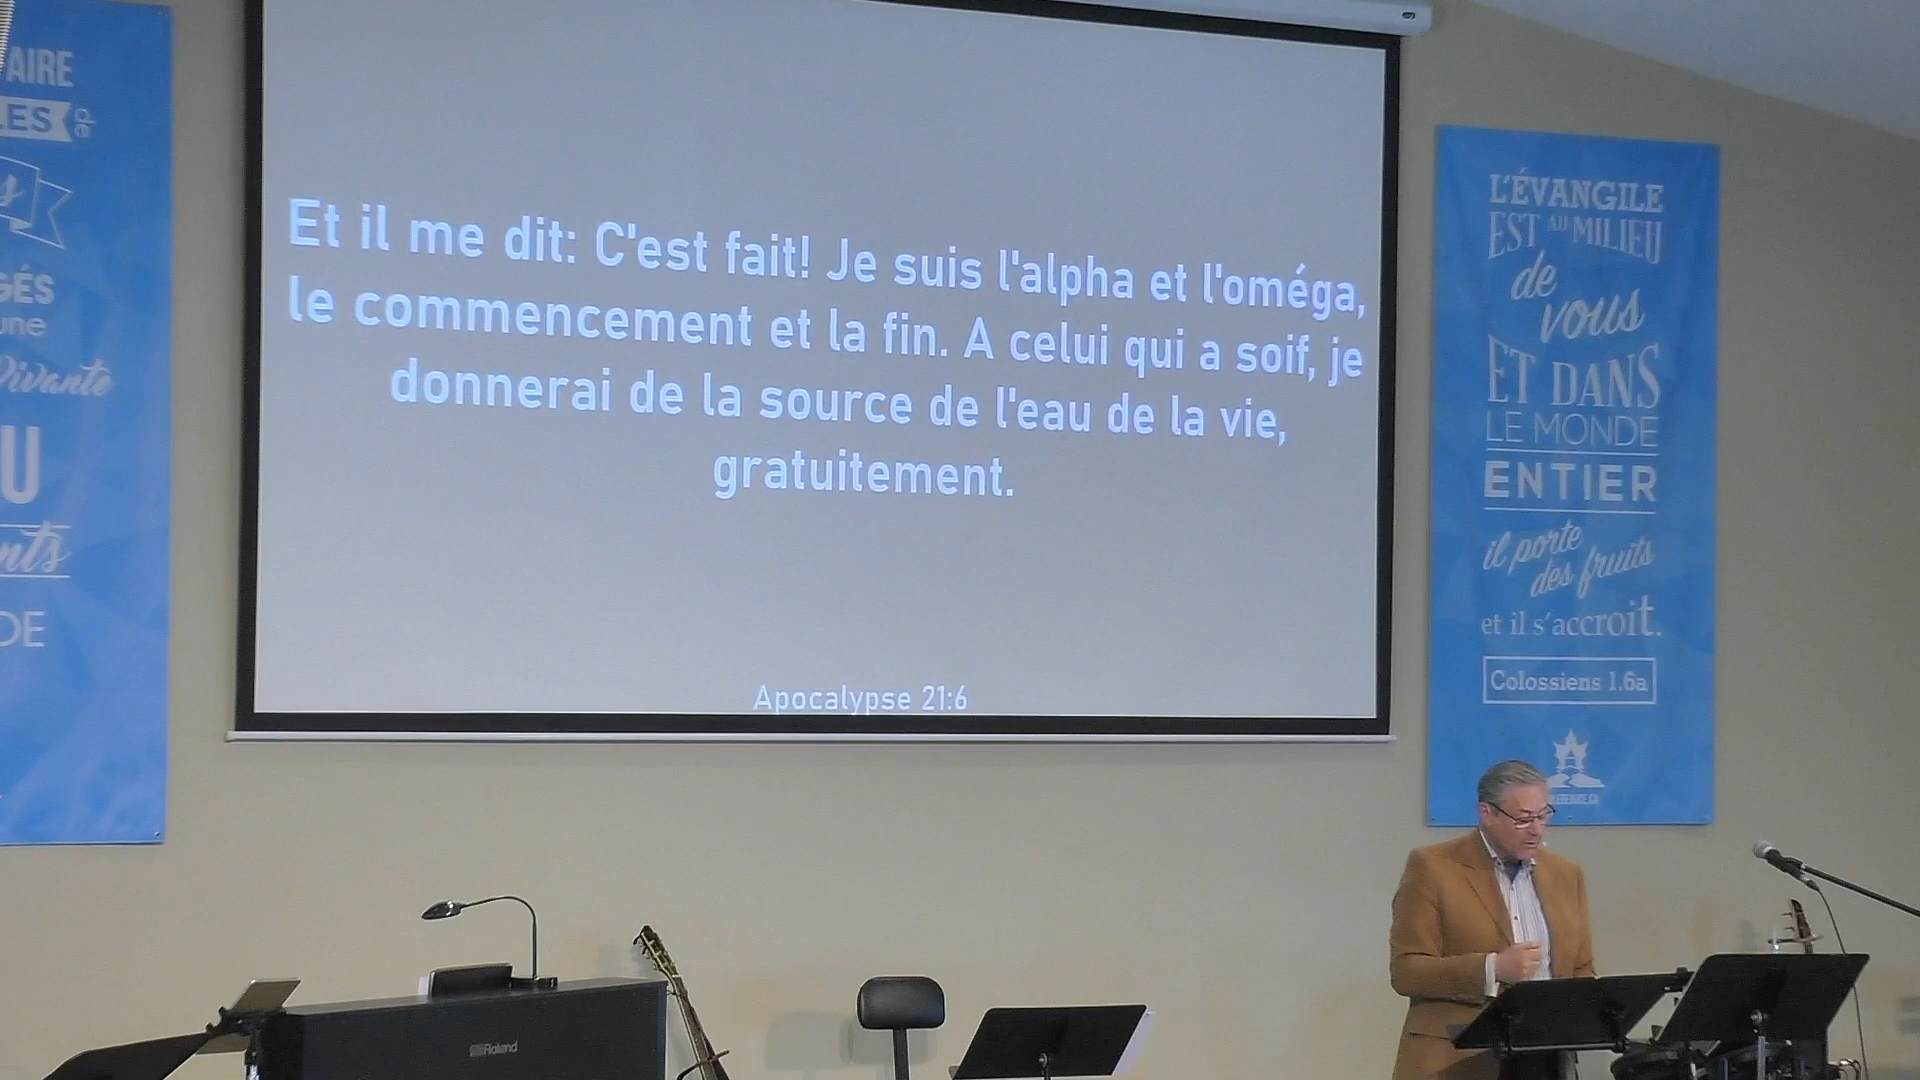 AIRE
LES de
GÉS
une
Vivante
U
nts
DE
Et il me dit: C'est fait! Je suis l'alpha et l'oméga,
le commencement et la fin. A celui qui a soif, je
donnerai de la source de l'eau de la vie,
gratuitement.
Apocalypse 21:6
L'ÉVANGILE
EST AU MILIEU
de
vous
ET DANS
LE MONDE
ENTIER
il porte
des fruits
et il s'accroit.
Colossiens 1.6a
Roland